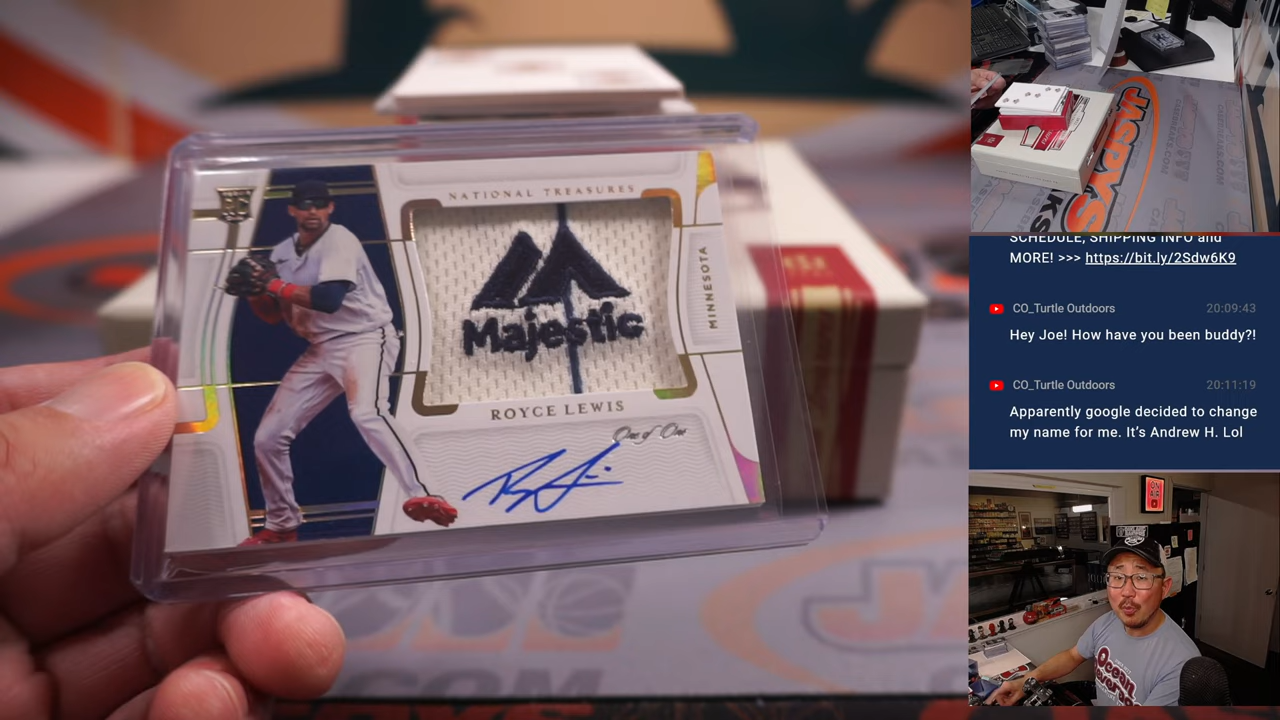 NATIONAL TREASURES
RC
Majestic
MINNESOTA
ROYCE LEWIS
One of One
JASPYS
SCHEDULE, SHIPPING INFO and
MORE! >>> https://bit.ly/2Sdw6K9
CO_Turtle Outdoors 20:09:43
Hey Joe! How have you been buddy?!
CO_Turtle Outdoors 20:11:19
Apparently google decided to change
my name for me. It’s Andrew H. Lol
ON
AIR